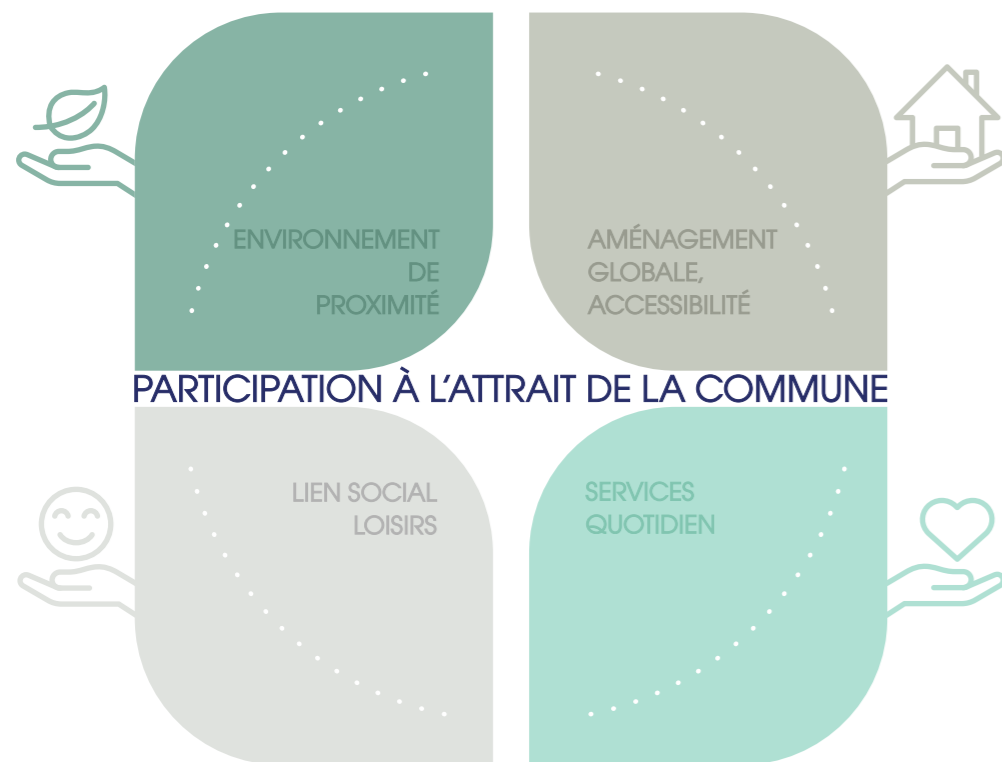 ENVIRONNEMENT
DE
PROXIMITÉ
AMÉNAGEMENT
GLOBALE,
ACCESSIBILITÉ
PARTICIPATION À L'ATTRAIT DE LA COMMUNE
LIEN SOCIAL
LOISIRS
SERVICES
QUOTIDIEN